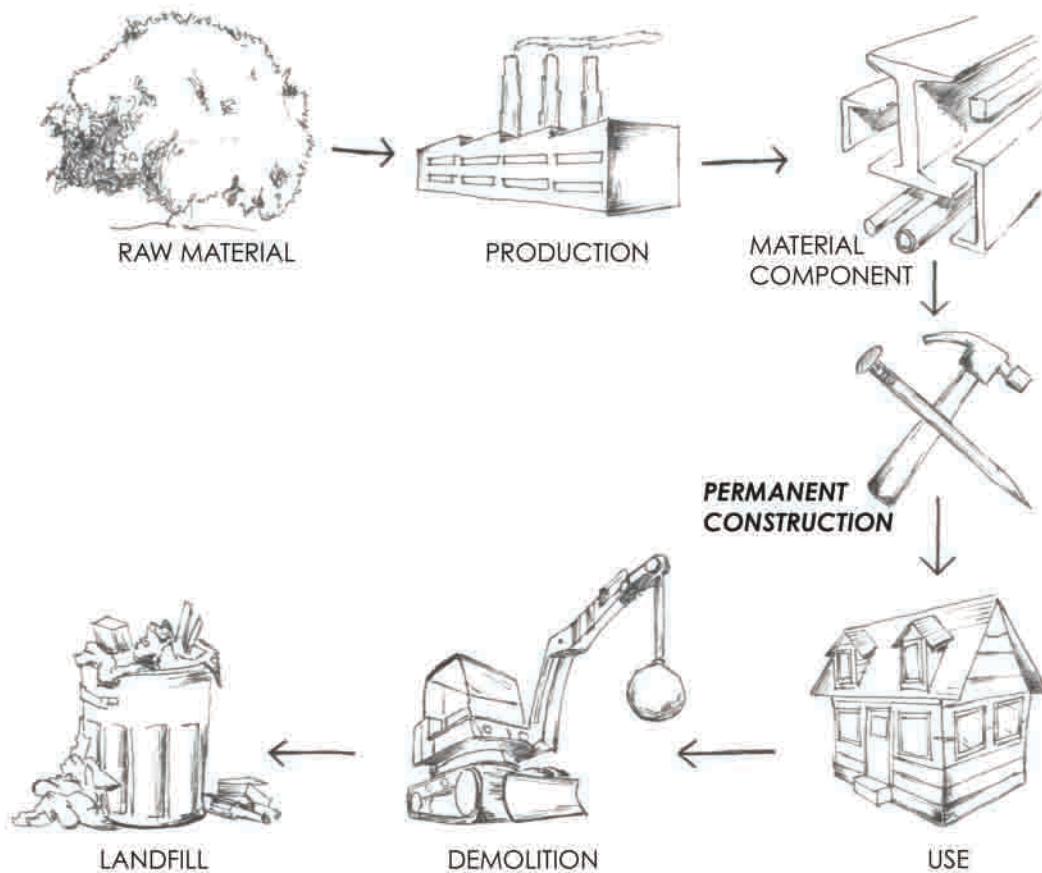 RAW MATERIAL
PRODUCTION
MATERIAL
COMPONENT
PERMANENT
CONSTRUCTION
USE
DEMOLITION
LANDFILL